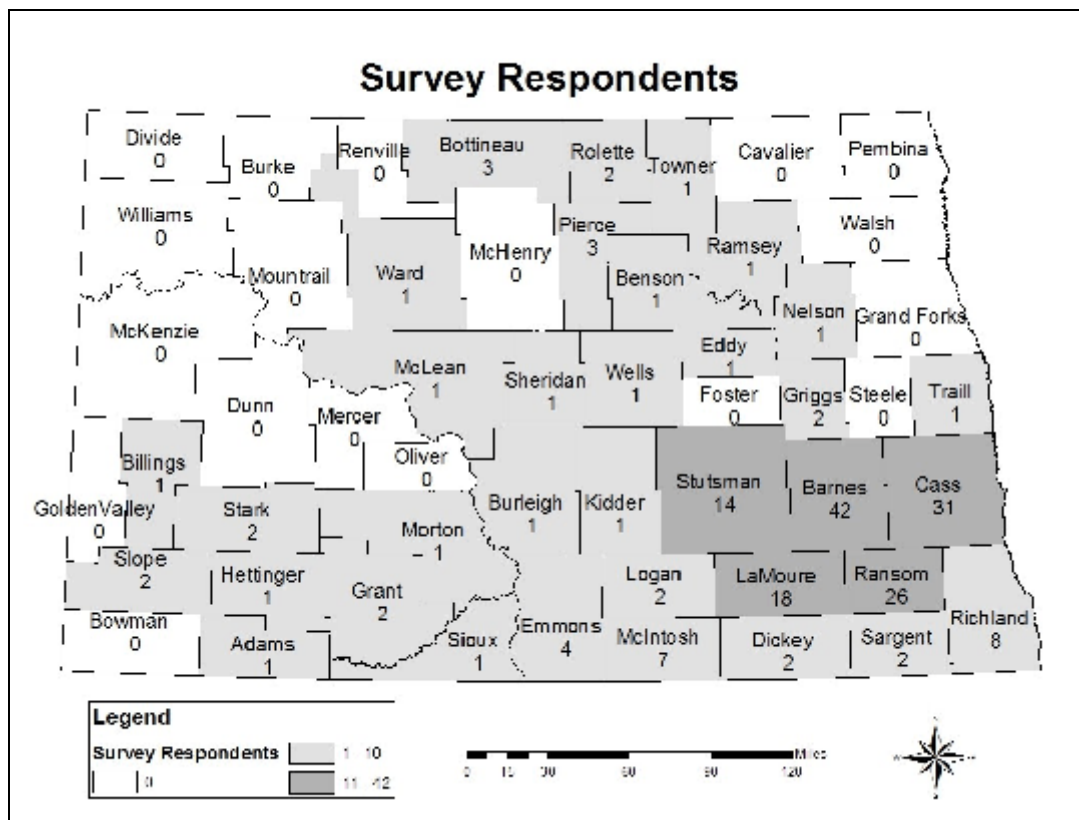 Survey Respondents
Divide
0
Burke
0
Renville
0
Bottineau
3
Rolette
2
Towner
1
Cavalier
0
Pembina
0
Williams
0
Mountrail
0
Ward
1
McHenry
0
Pierce
3
Benson
1
Ramsey
1
Walsh
0
Nelson
1
Grand Forks
0
McKenzie
0
Dunn
0
Mercer
0
Oliver
0
McLean
1
Sheridan
1
Wells
1
Eddy
1
Foster
0
Griggs
2
Steele
0
Traill
1
Billings
1
GoldenValley
0
Stark
2
Morton
1
Burleigh
1
Kidder
1
Stutsman
14
Barnes
42
Cass
31
Slope
2
Hettinger
1
Grant
2
Logan
2
LaMoure
18
Ransom
26
Richland
8
Bowman
0
Adams
1
Sioux
1
Emmons
4
McIntosh
7
Dickey
2
Sargent
2
Legend
Survey Respondents
0
1 - 10
11 - 42
Miles
0 15 30 60 90 120
N
E
S
W